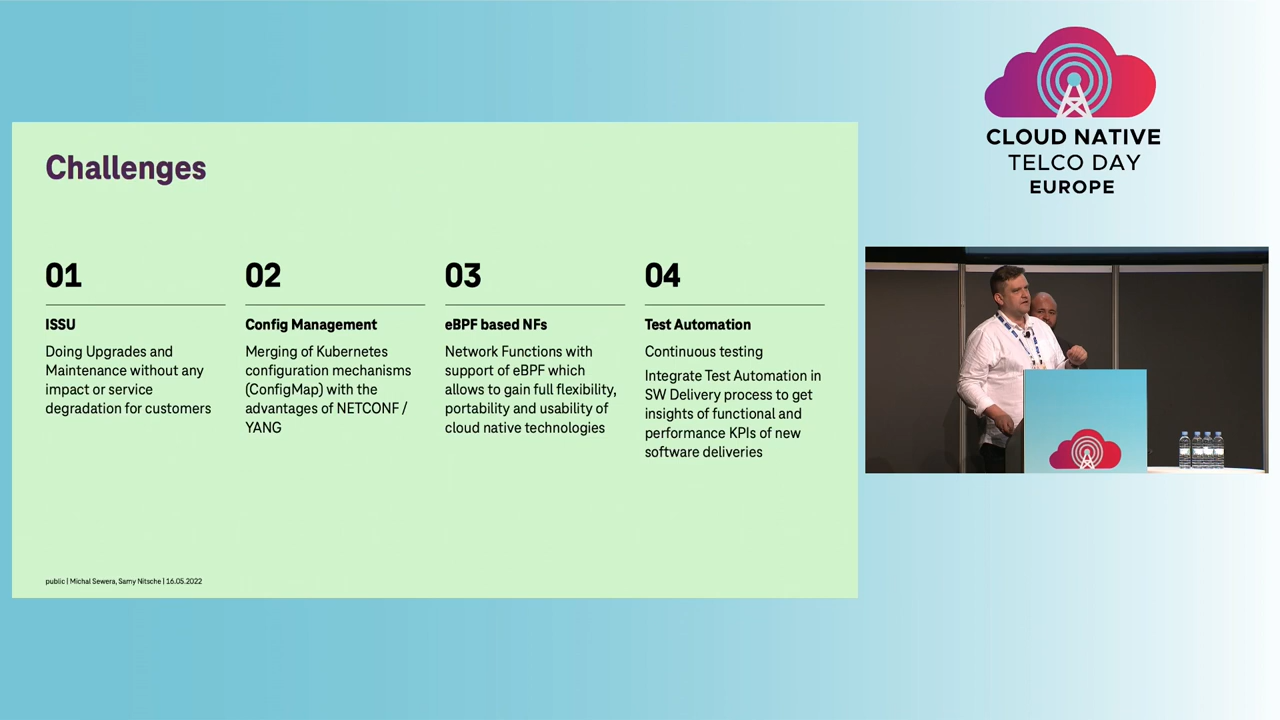 CLOUD NATIVE
TELCO DAY
EUROPE
Challenges
01
ISSU
Doing Upgrades and
Maintenance without any
impact or service
degradation for customers
02
Config Management
Merging of Kubernetes
configuration mechanisms
(ConfigMap) with the
advantages of NETCONF /
YANG
03
eBPF based NFs
Network Functions with
support of eBPF which
allows to gain full flexibility,
portability and usability of
cloud native technologies
04
Test Automation
Continuous testing
Integrate Test Automation in
SW Delivery process to get
insights of functional and
performance KPIs of new
software deliveries
public | Michal Sewera, Samy Nitsche | 16.05.2022